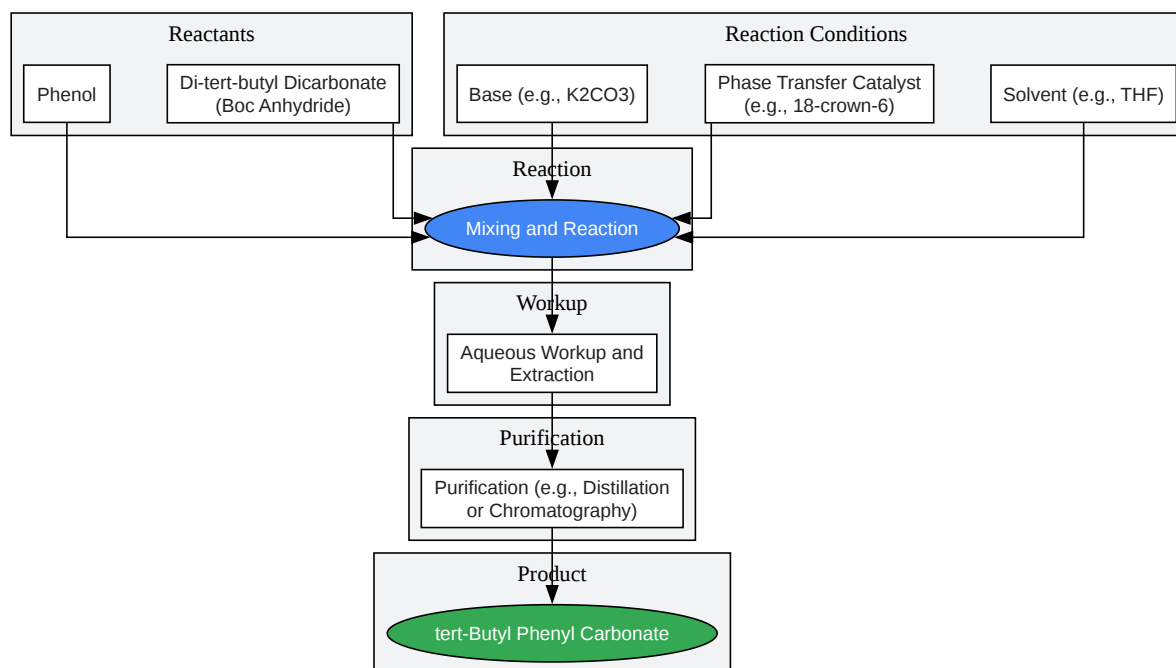 Reactants
Reaction Conditions
Phenol
Di-tert-butyl Dicarbonate
(Boc Anhydride)
Base (e.g., K2CO3)
Phase Transfer Catalyst
(e.g., 18-crown-6)
Solvent (e.g., THF)
Reaction
Mixing and Reaction
Workup
Aqueous Workup and
Extraction
Purification
Purification (e.g., Distillation
or Chromatography)
Product
tert-Butyl Phenyl Carbonate